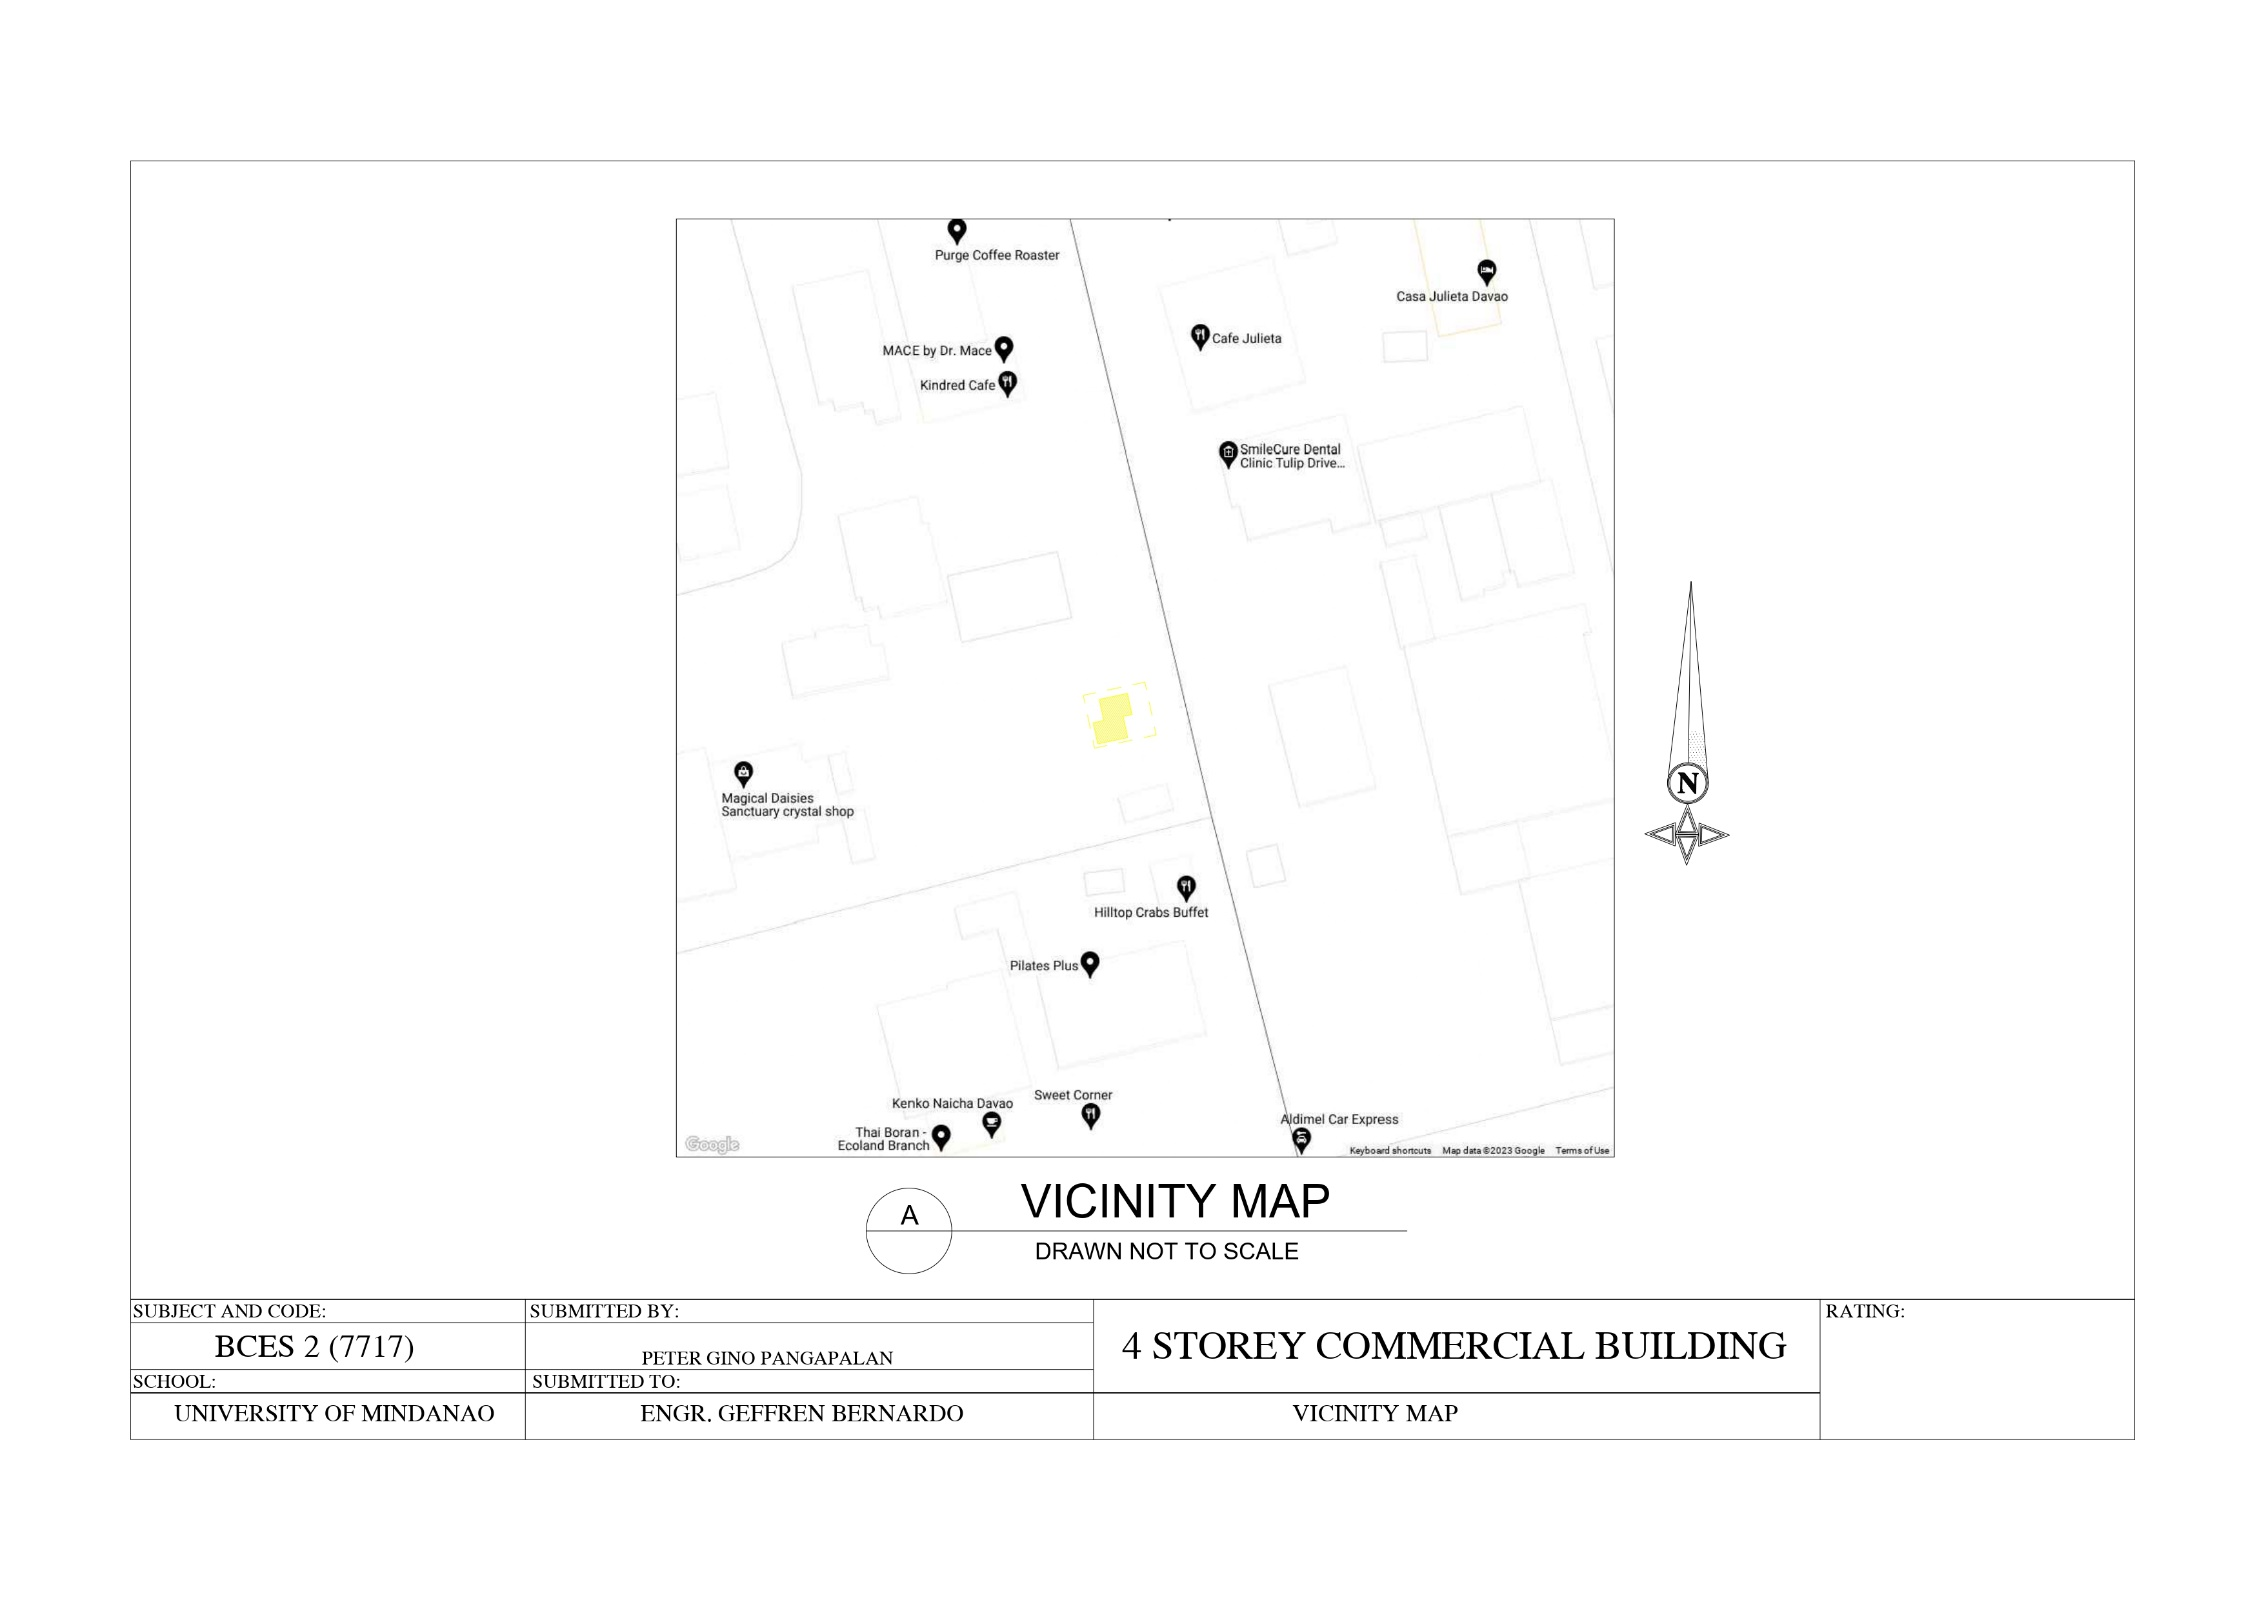 Purge Coffee Roaster
Casa Julieta Davao
Cafe Julieta
MACE by Dr. Mace
Kindred Cafe
SmileCure Dental
Clinic Tulip Drive...
N
Magical Daisies
Sanctuary crystal shop
Hilltop Crabs Buffet
Pilates Plus
Sweet Corner
Kenko Naicha Davao
Aldimel Car Express
Thai Boran -
Ecoland Branch
Google
Keyboard shortcuts Map data ©2023 Google Terms of Use
A
VICINITY MAP
DRAWN NOT TO SCALE
SUBJECT AND CODE:
BCES 2 (7717)
SCHOOL:
UNIVERSITY OF MINDANAO
SUBMITTED BY:
PETER GINO PANGAPALAN
SUBMITTED TO:
ENGR. GEFFREN BERNARDO
4 STOREY COMMERCIAL BUILDING
VICINITY MAP
RATING: